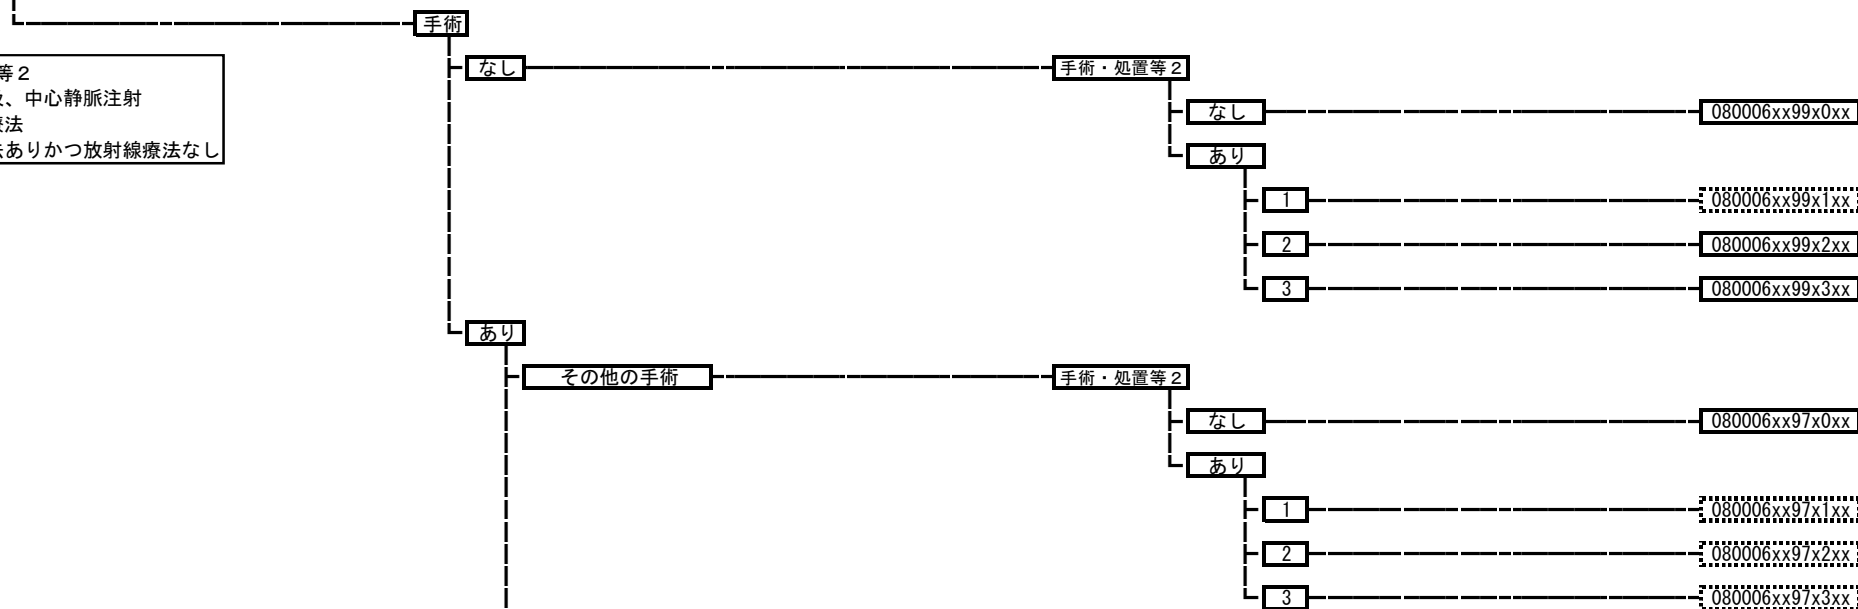 手術
なし
手術・処置等2
等2
、中心静脈注射
なし
080006xx99x0xx
療法
法ありかつ放射線療法なし
あり
1
080006xx99x1xx
2
080006xx99x2xx
3
080006xx99x3xx
あり
その他の手術
手術・処置等2
なし
080006xx97x0xx
あり
1
080006xx97x1xx
2
080006xx97x2xx
3
080006xx97x3xx